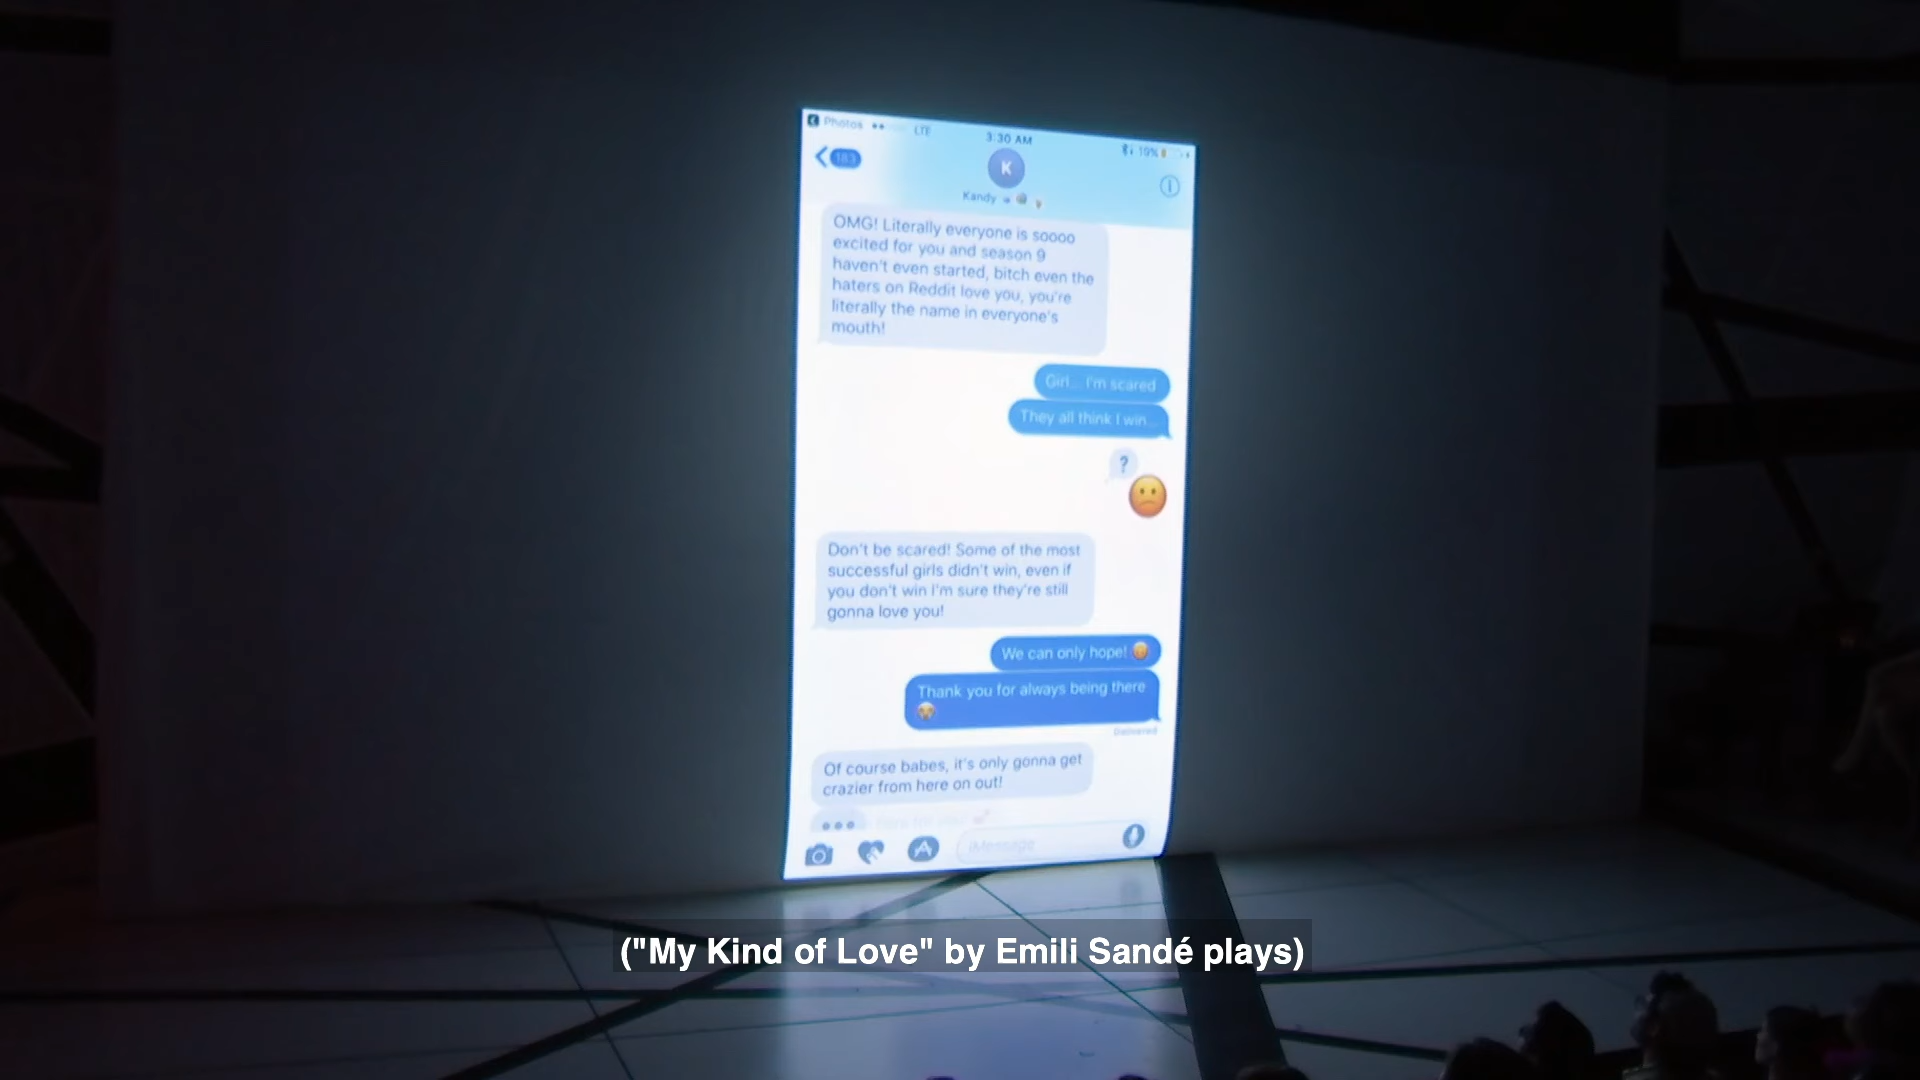 Photos LTE 3:30 AM 19%
183
K
Kandy
OMG! Literally everyone is soooo
excited for you and season 9
haven't even started, bitch even the
haters on Reddit love you, you're
literally the name in everyone's
mouth!
Girl... I'm scared
They all think I win...
?
Don't be scared! Some of the most
successful girls didn't win, even if
you don't win I'm sure they're still
gonna love you!
We can only hope!
Thank you for always being there
Delivered
Of course babes, it's only gonna get
crazier from here on out!
iMessage
("My Kind of Love" by Emili Sandé plays)